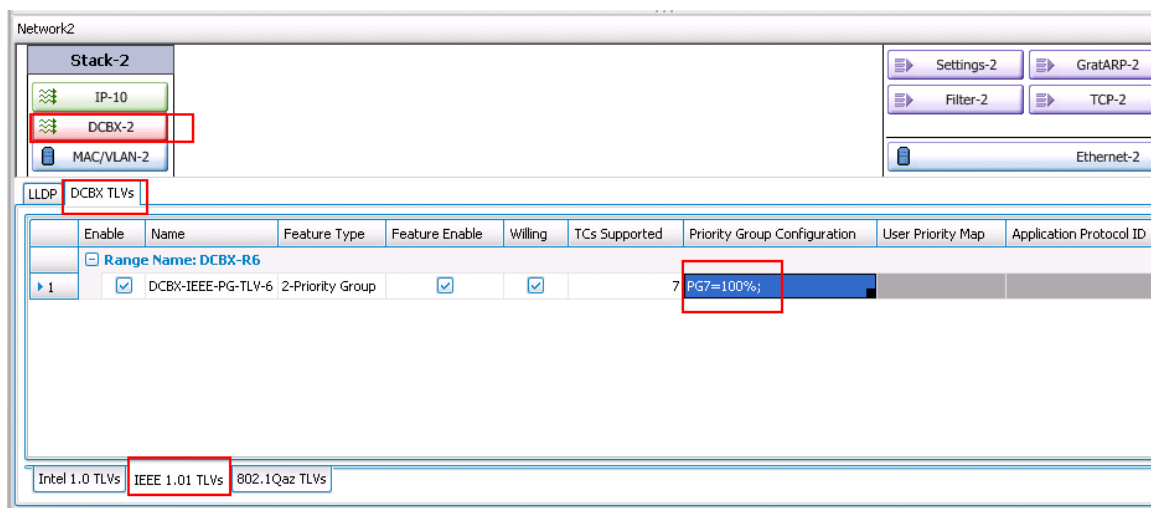 Network2
Stack-2
Settings-2 GratARP-2
IP-10
Filter-2 TCP-2
DCBX-2
MAC/VLAN-2 Ethernet-2
LLDP DCBX TLVs
Enable Name Feature Type Feature Enable Willing TCs Supported Priority Group Configuration User Priority Map Application Protocol ID
Range Name: DCBX-R6
1 DCBX-IEEE-PG-TLV-6 2-Priority Group 7 PG7=100%;
Intel 1.0 TLVs IEEE 1.01 TLVs 802.1Qaz TLVs